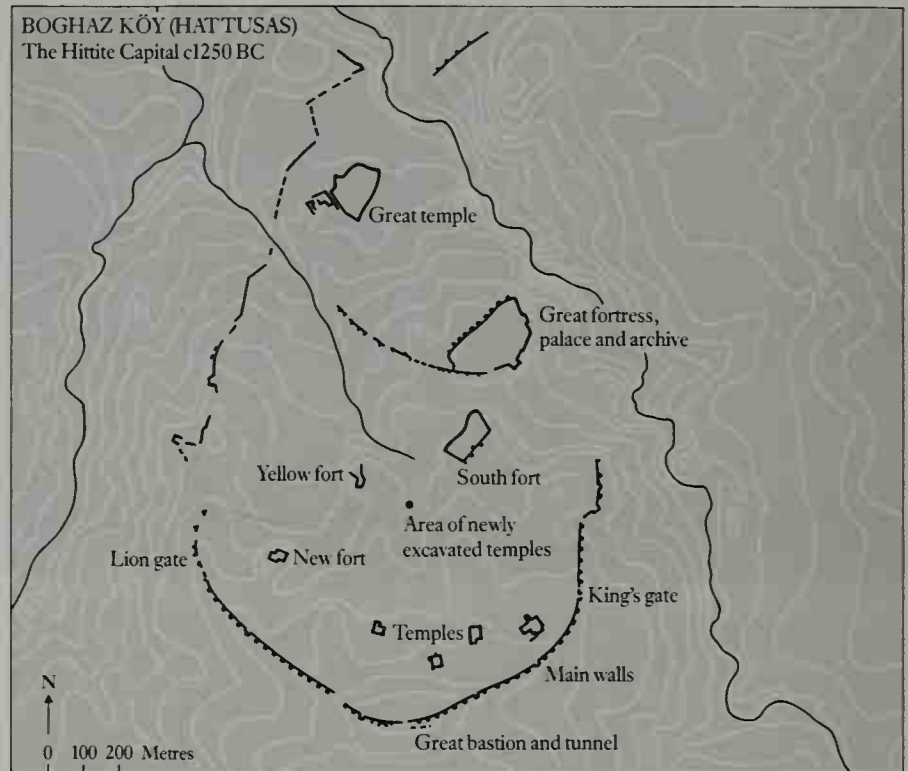 BOGHAZ KÖY (HATTUSAS)
The Hittite Capital c1250 BC
Great temple
Great fortress,
palace and archive
Yellow fort
South fort
Area of newly
excavated temples
Lion gate
New fort
King's gate
Temples
Main walls
Great bastion and tunnel
N
0 100 200 Metres